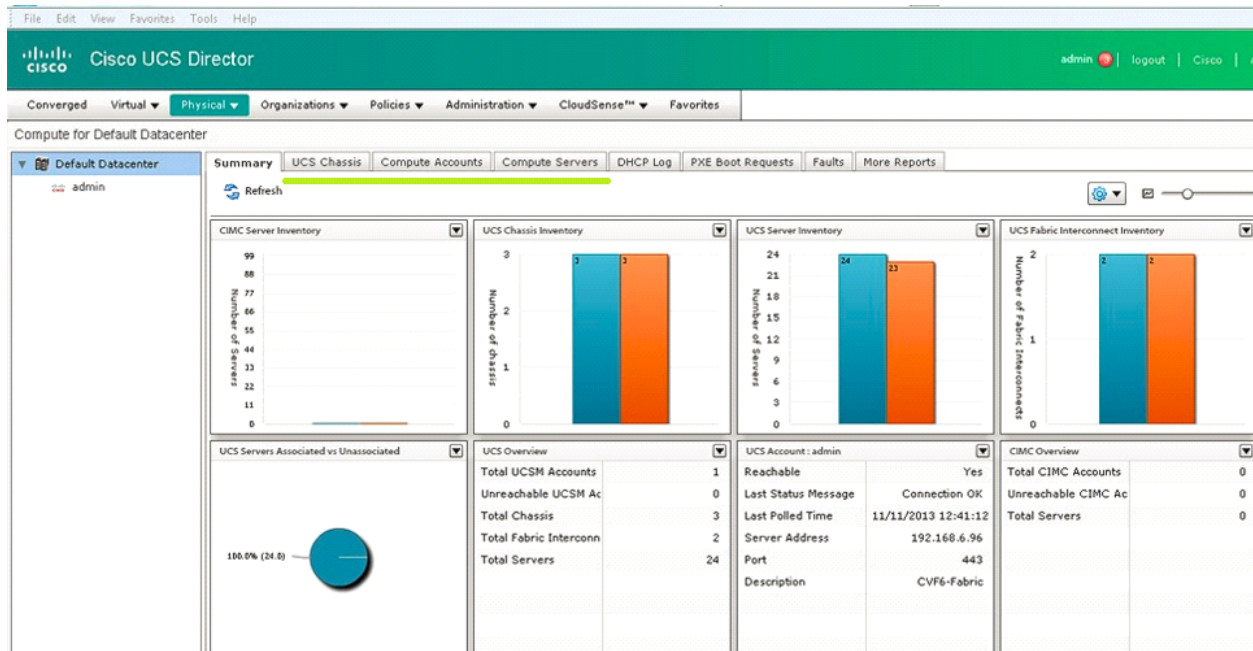 File Edit View Favorites Tools Help
cisco Cisco UCS Director
admin | logout | Cisco |
Converged Virtual Physical Organizations Policies Administration CloudSense™ Favorites
Compute for Default Datacenter
Default Datacenter
admin
Summary UCS Chassis Compute Accounts Compute Servers DHCP Log PXE Boot Requests Faults More Reports
Refresh
CIMC Server Inventory
Number of Servers
99
88
77
66
55
44
33
22
11
0
UCS Chassis Inventory
Number of chassis
3
2
1
0
3 3
UCS Server Inventory
Number of Servers
24
21
18
15
12
9
6
3
0
24 23
UCS Fabric Interconnect Inventory
Number of Fabric Interconnects
2
1
0
2 2
UCS Servers Associated vs Unassociated
100.0% (24.0)
UCS Overview
Total UCSM Accounts 1
Unreachable UCSM Ac 0
Total Chassis 3
Total Fabric Interconn 2
Total Servers 24
UCS Account : admin
Reachable Yes
Last Status Message Connection OK
Last Polled Time 11/11/2013 12:41:12
Server Address 192.168.6.96
Port 443
Description CVF6-Fabric
CIMC Overview
Total CIMC Accounts 0
Unreachable CIMC Ac 0
Total Servers 0